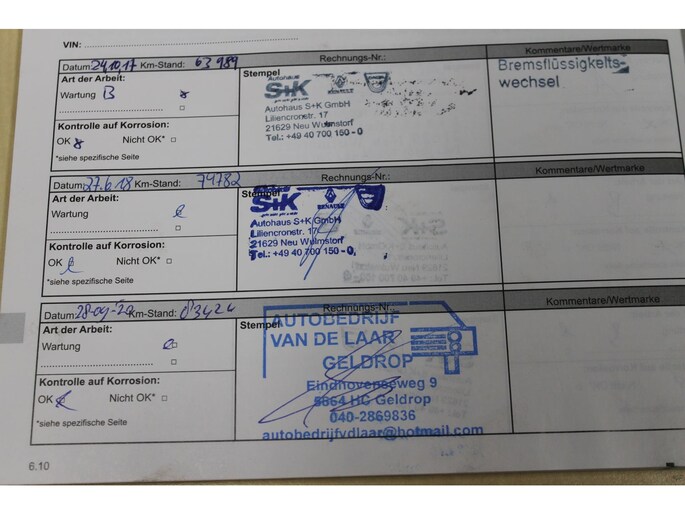 VIN:
Datum: 24.10.17 Km-Stand: 63989 Rechnungs-Nr.: Kommentare/Wertmarke
Art der Arbeit:
Wartung B
Kontrolle auf Korrosion:
OK Nicht OK*
*siehe spezifische Seite
Stempel
Autohaus
S+K
RENAULT
Autohaus S+K GmbH
Liliencronstr. 17
21629 Neu Wulmstorf
Tel.: +49 40 700 150-0
Bremsflüssigkeits-
wechsel
Datum: 27.6.18 Km-Stand: 74782 Rechnungs-Nr.: Kommentare/Wertmarke
Art der Arbeit:
Wartung
Kontrolle auf Korrosion:
OK Nicht OK*
*siehe spezifische Seite
Stempel
S+K
RENAULT
Autohaus S+K GmbH
Liliencronstr. 17
21629 Neu Wulmstorf
Tel.: +49 40 700 150-0
Datum: 28-09-20 Km-Stand: 83424 Rechnungs-Nr.: Kommentare/Wertmarke
Art der Arbeit:
Wartung
Kontrolle auf Korrosion:
OK Nicht OK*
*siehe spezifische Seite
Stempel
AUTOBEDRIJF
VAN DE LAAR
GELDROP
Eindhovenseweg 9
5664 HC Geldrop
040-2869836
autobedrijfvdlaar@hotmail.com
6.10